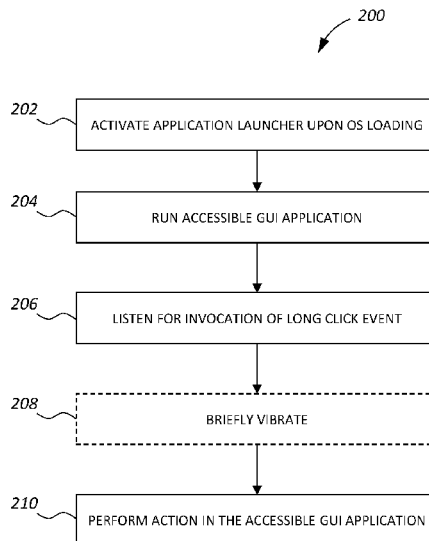 200
202
ACTIVATE APPLICATION LAUNCHER UPON OS LOADING
204
RUN ACCESSIBLE GUI APPLICATION
206
LISTEN FOR INVOCATION OF LONG CLICK EVENT
208
BRIEFLY VIBRATE
210
PERFORM ACTION IN THE ACCESSIBLE GUI APPLICATION